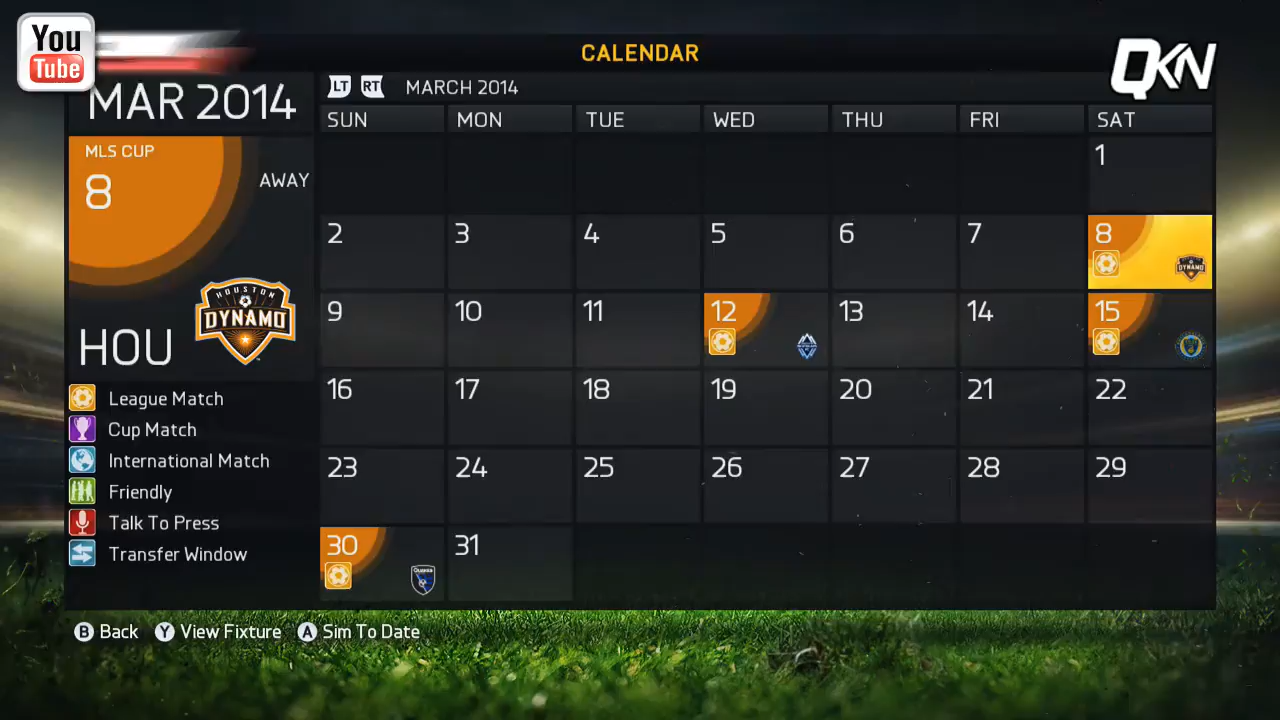 You
Tube
CALENDAR
QKN
MAR 2014
LT RT MARCH 2014
SUN MON TUE WED THU FRI SAT
MLS CUP
8
AWAY
HOUSTON
DYNAMO
HOU
1
2 3 4 5 6 7 8
DYNAMO
9 10 11 12 13 14 15
16 17 18 19 20 21 22
23 24 25 26 27 28 29
30 31
League Match
Cup Match
International Match
Friendly
Talk To Press
Transfer Window
B Back Y View Fixture A Sim To Date